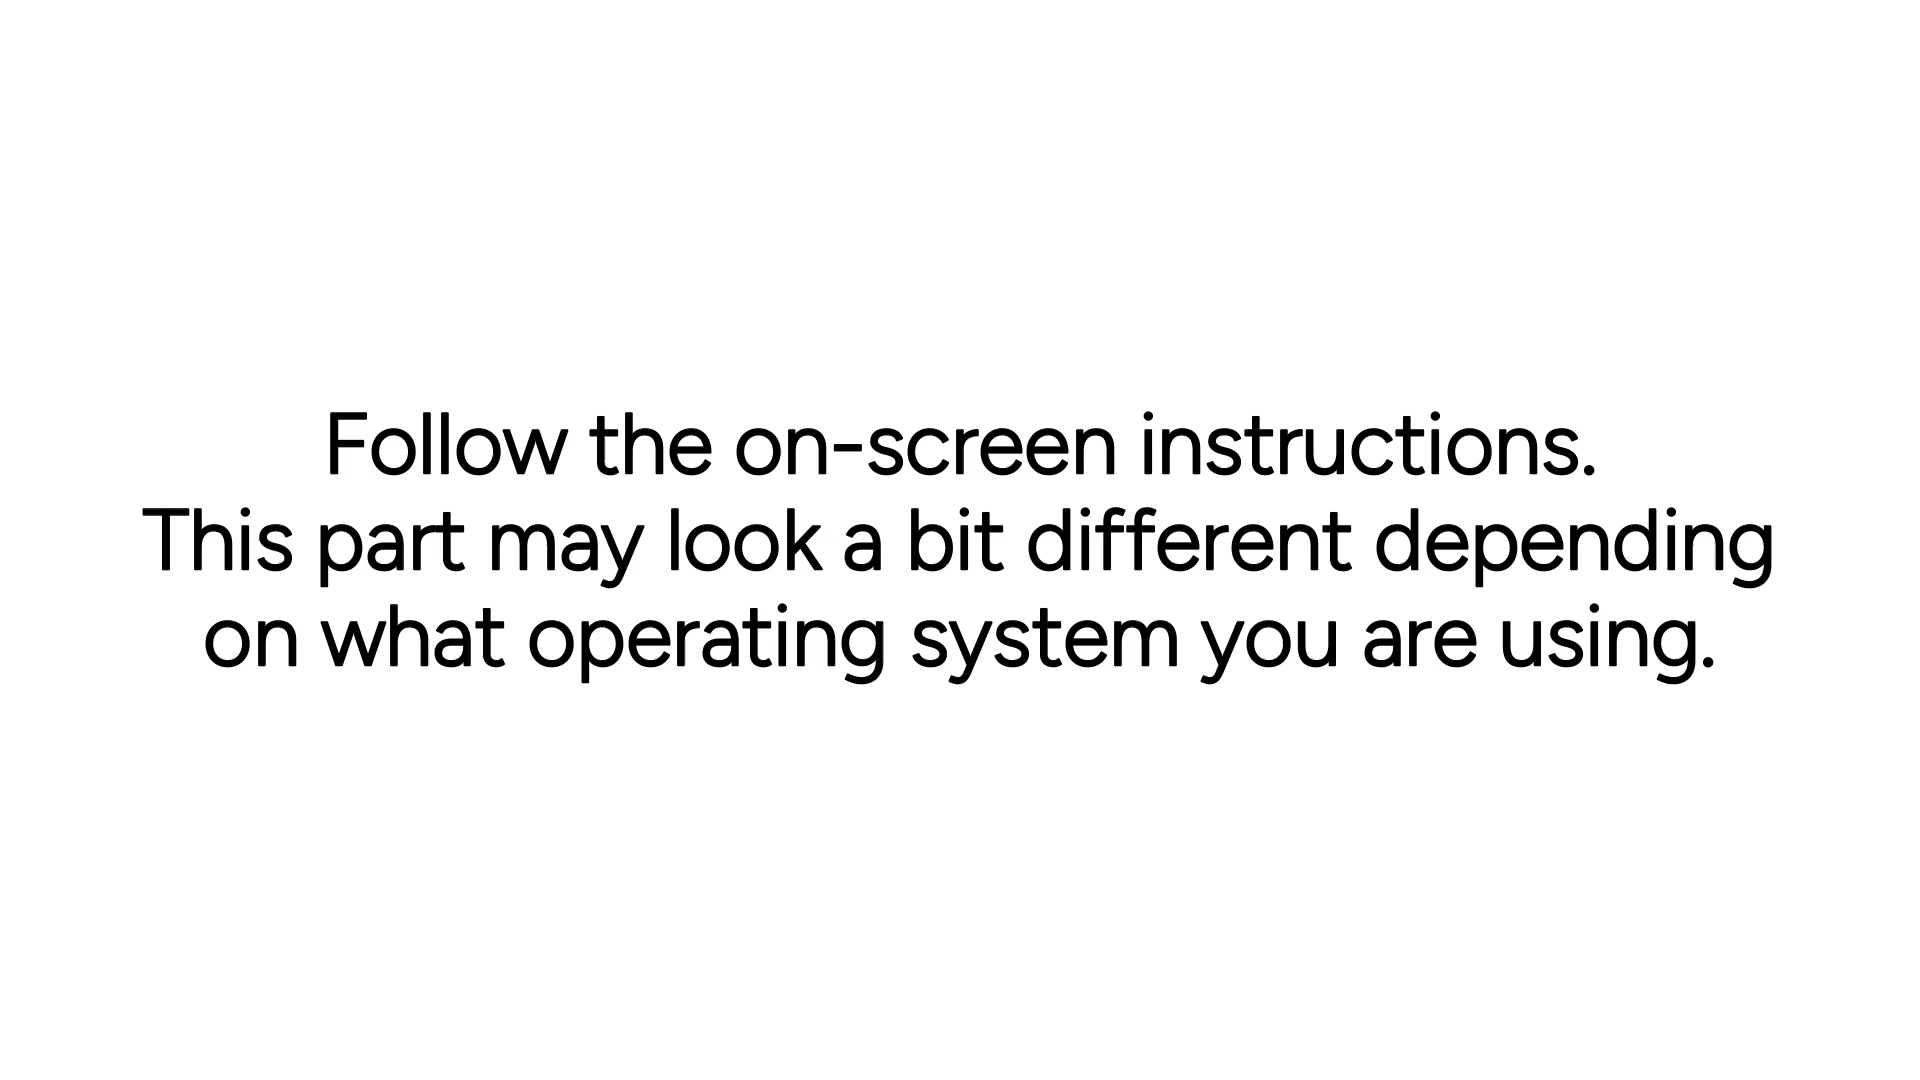 Follow the on-screen instructions.
This part may look a bit different depending
on what operating system you are using.